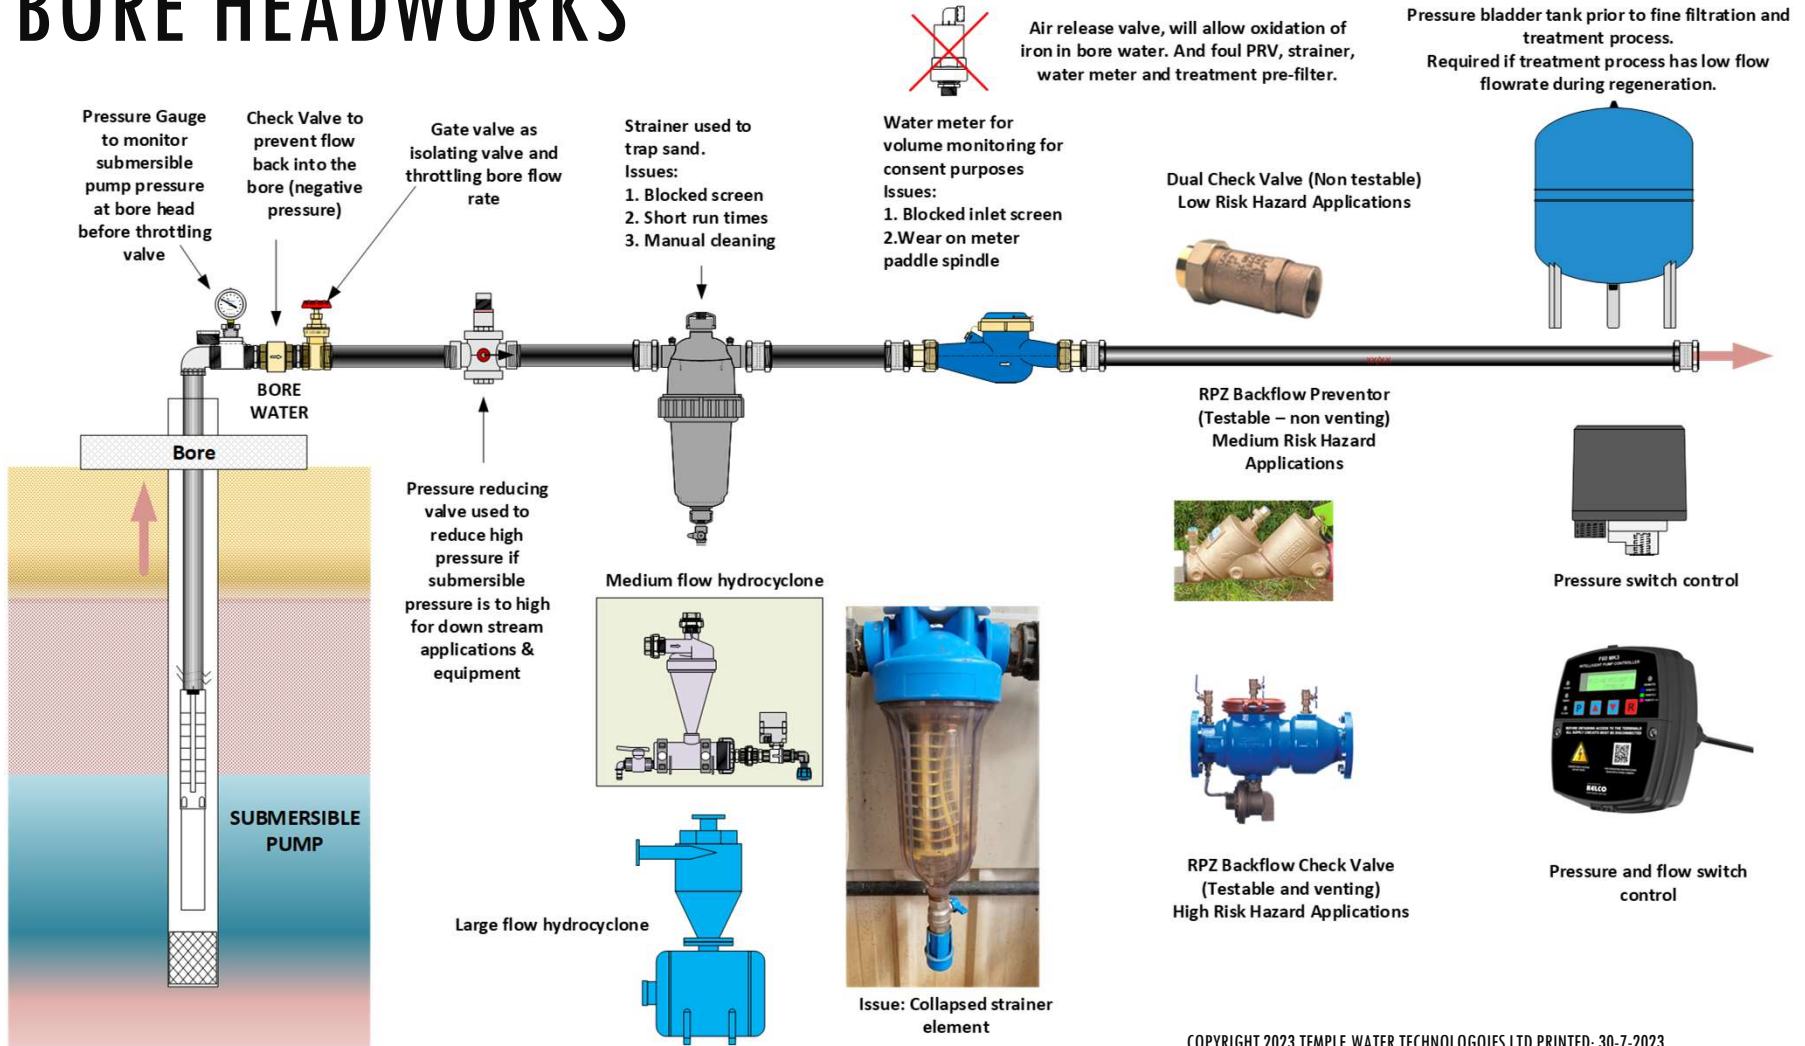 BORE HEADWORKS
Air release valve, will allow oxidation of
iron in bore water. And foul PRV, strainer,
water meter and treatment pre-filter.
Pressure bladder tank prior to fine filtration and
treatment process.
Required if treatment process has low flow
flowrate during regeneration.
Pressure Gauge
to monitor
submersible
pump pressure
at bore head
before throttling
valve
Check Valve to
prevent flow
back into the
bore (negative
pressure)
Gate valve as
isolating valve and
throttling bore flow
rate
Strainer used to
trap sand.
Issues:
1. Blocked screen
2. Short run times
3. Manual cleaning
Water meter for
volume monitoring for
consent purposes
Issues:
1. Blocked inlet screen
2.Wear on meter
paddle spindle
Dual Check Valve (Non testable)
Low Risk Hazard Applications
BORE
WATER
Bore
SUBMERSIBLE
PUMP
Pressure reducing
valve used to
reduce high
pressure if
submersible
pressure is to high
for down stream
applications &
equipment
Medium flow hydrocyclone
Large flow hydrocyclone
Issue: Collapsed strainer
element
RPZ Backflow Preventor
(Testable – non venting)
Medium Risk Hazard
Applications
RPZ Backflow Check Valve
(Testable and venting)
High Risk Hazard Applications
Pressure switch control
P
R
BELCO
Pressure and flow switch
control
COPYRIGHT 2023 TEMPLE WATER TECHNOLOGOIES LTD PRINTED: 30-7-2023